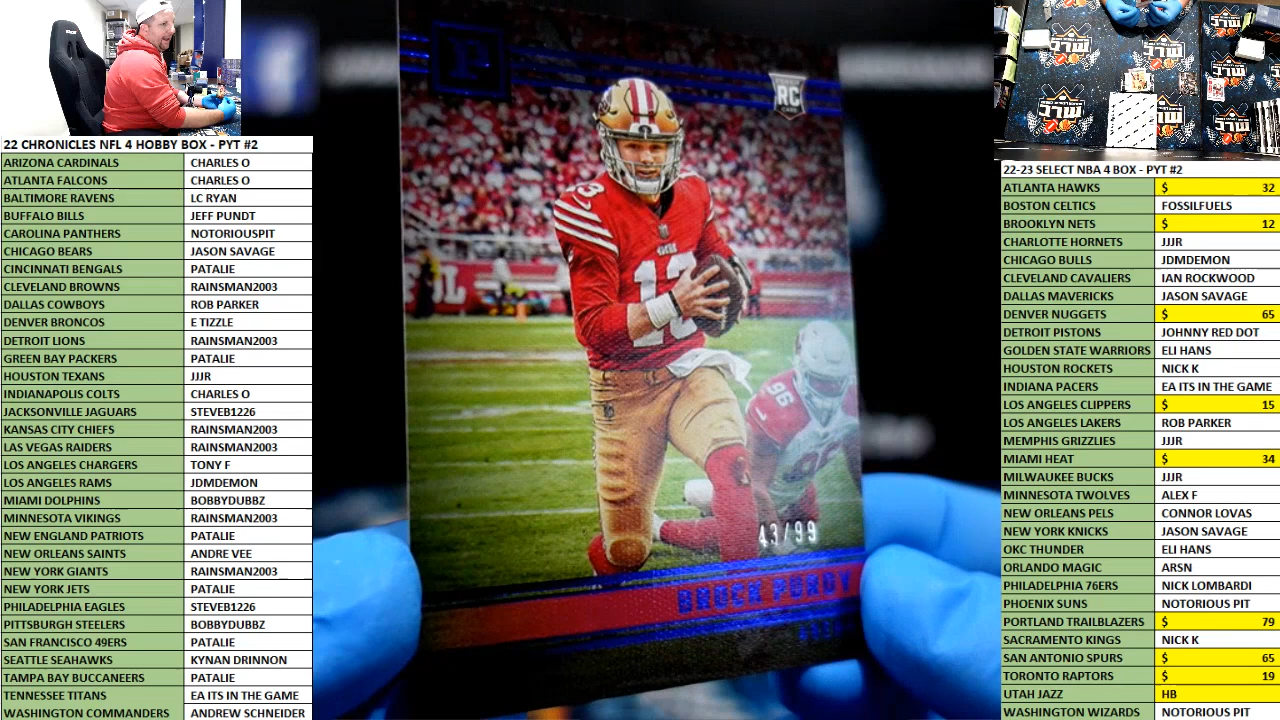 22 CHRONICLES NFL 4 HOBBY BOX - PYT #2
ARIZONA CARDINALS CHARLES O
ATLANTA FALCONS CHARLES O
BALTIMORE RAVENS LC RYAN
BUFFALO BILLS JEFF PUNDT
CAROLINA PANTHERS NOTORIOUSPIT
CHICAGO BEARS JASON SAVAGE
CINCINNATI BENGALS PATALIE
CLEVELAND BROWNS RAINSMAN2003
DALLAS COWBOYS ROB PARKER
DENVER BRONCOS E TIZZLE
DETROIT LIONS RAINSMAN2003
GREEN BAY PACKERS PATALIE
HOUSTON TEXANS JJJR
INDIANAPOLIS COLTS CHARLES O
JACKSONVILLE JAGUARS STEVEB1226
KANSAS CITY CHIEFS RAINSMAN2003
LAS VEGAS RAIDERS RAINSMAN2003
LOS ANGELES CHARGERS TONY F
LOS ANGELES RAMS JDMDEMON
MIAMI DOLPHINS BOBBYDUBBZ
MINNESOTA VIKINGS RAINSMAN2003
NEW ENGLAND PATRIOTS PATALIE
NEW ORLEANS SAINTS ANDRE VEE
NEW YORK GIANTS RAINSMAN2003
NEW YORK JETS PATALIE
PHILADELPHIA EAGLES STEVEB1226
PITTSBURGH STEELERS BOBBYDUBBZ
SAN FRANCISCO 49ERS PATALIE
SEATTLE SEAHAWKS KYNAN DRINNON
TAMPA BAY BUCCANEERS PATALIE
TENNESSEE TITANS EA ITS IN THE GAME
WASHINGTON COMMANDERS ANDREW SCHNEIDER
RC
13
49ERS
13
96
43/99
BROCK PURDY
22-23 SELECT NBA 4 BOX - PYT #2
ATLANTA HAWKS $ 32
BOSTON CELTICS FOSSILFUELS
BROOKLYN NETS $ 12
CHARLOTTE HORNETS JJJR
CHICAGO BULLS JDMDEMON
CLEVELAND CAVALIERS IAN ROCKWOOD
DALLAS MAVERICKS JASON SAVAGE
DENVER NUGGETS $ 65
DETROIT PISTONS JOHNNY RED DOT
GOLDEN STATE WARRIORS ELI HANS
HOUSTON ROCKETS NICK K
INDIANA PACERS EA ITS IN THE GAME
LOS ANGELES CLIPPERS $ 15
LOS ANGELES LAKERS ROB PARKER
MEMPHIS GRIZZLIES JJJR
MIAMI HEAT $ 34
MILWAUKEE BUCKS JJJR
MINNESOTA TWOLVES ALEX F
NEW ORLEANS PELS CONNOR LOVAS
NEW YORK KNICKS JASON SAVAGE
OKC THUNDER ELI HANS
ORLANDO MAGIC ARSN
PHILADELPHIA 76ERS NICK LOMBARDI
PHOENIX SUNS NOTORIOUS PIT
PORTLAND TRAILBLAZERS $ 79
SACRAMENTO KINGS NICK K
SAN ANTONIO SPURS $ 65
TORONTO RAPTORS $ 19
UTAH JAZZ HB
WASHINGTON WIZARDS NOTORIOUS PIT